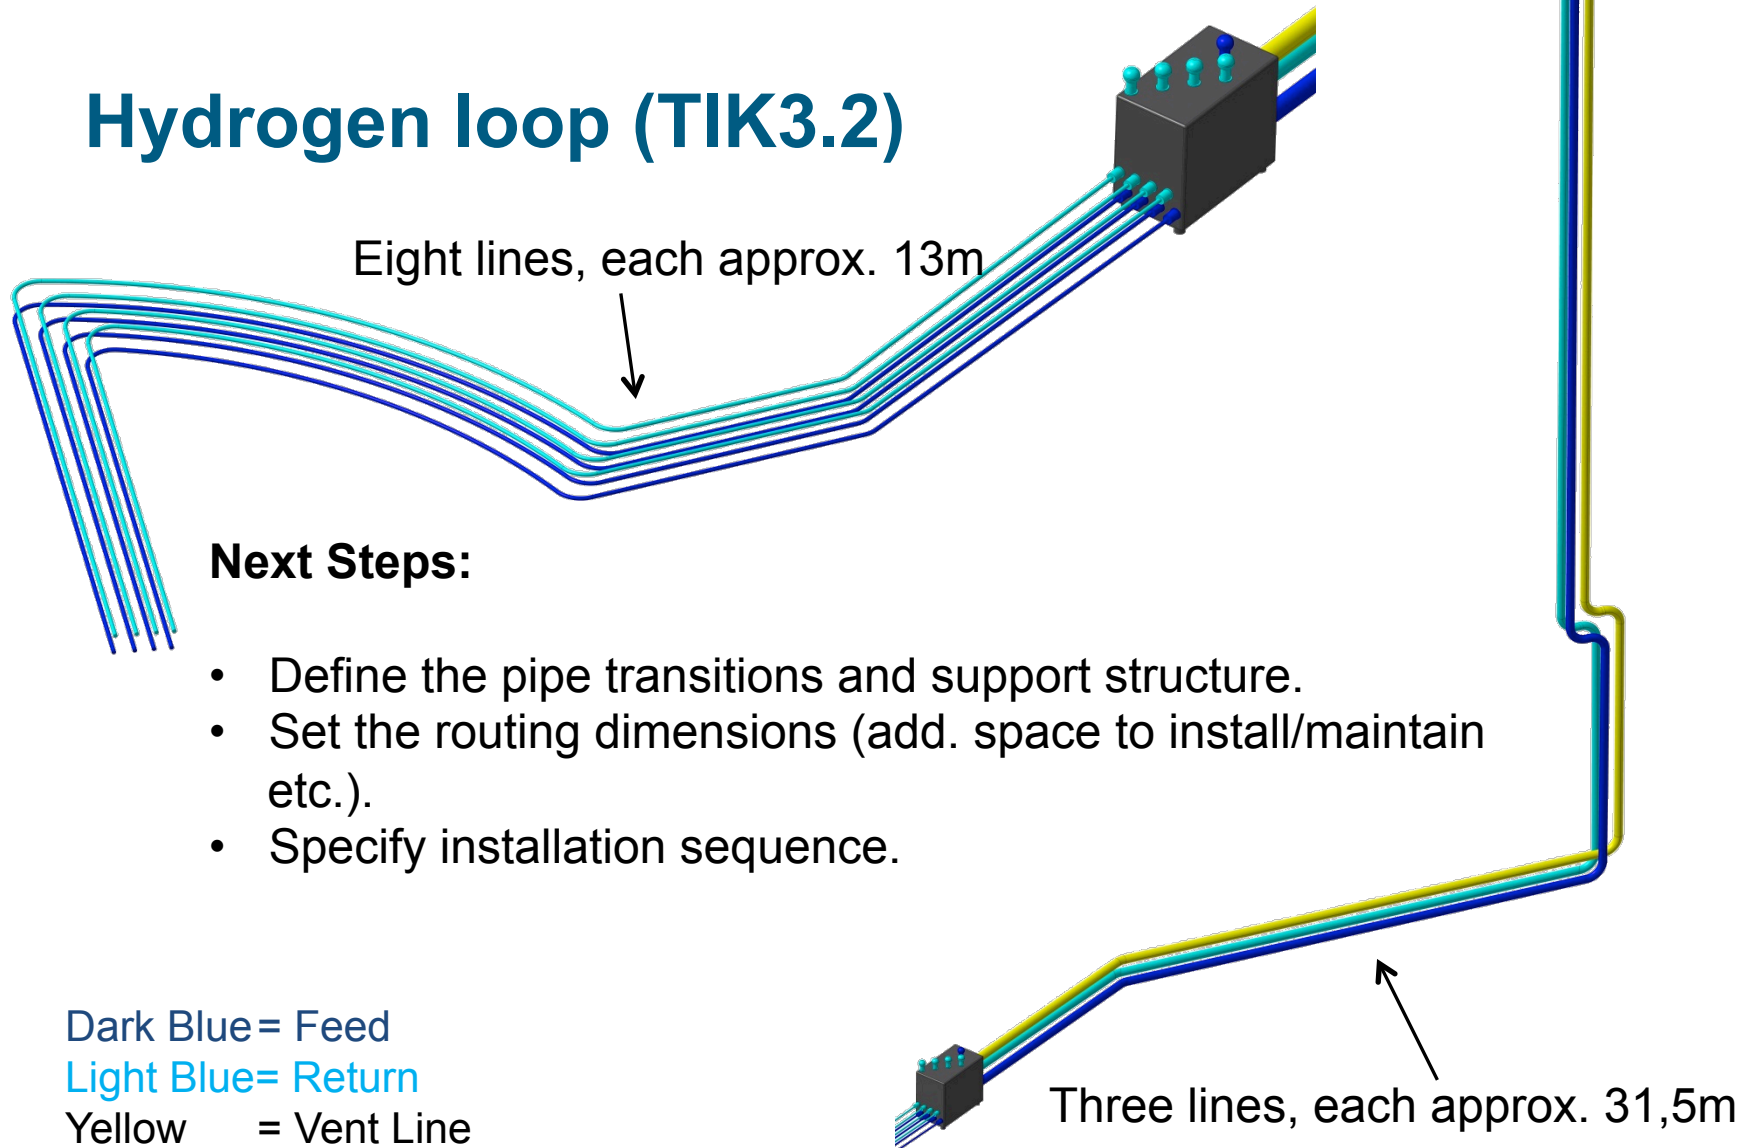 Hydrogen loop (TIK3.2)
Eight lines, each approx. 13m
Next Steps:
• Define the pipe transitions and support structure.
• Set the routing dimensions (add. space to install/maintain
etc.).
• Specify installation sequence.
Dark Blue = Feed
Light Blue= Return
Yellow = Vent Line
Three lines, each approx. 31,5m